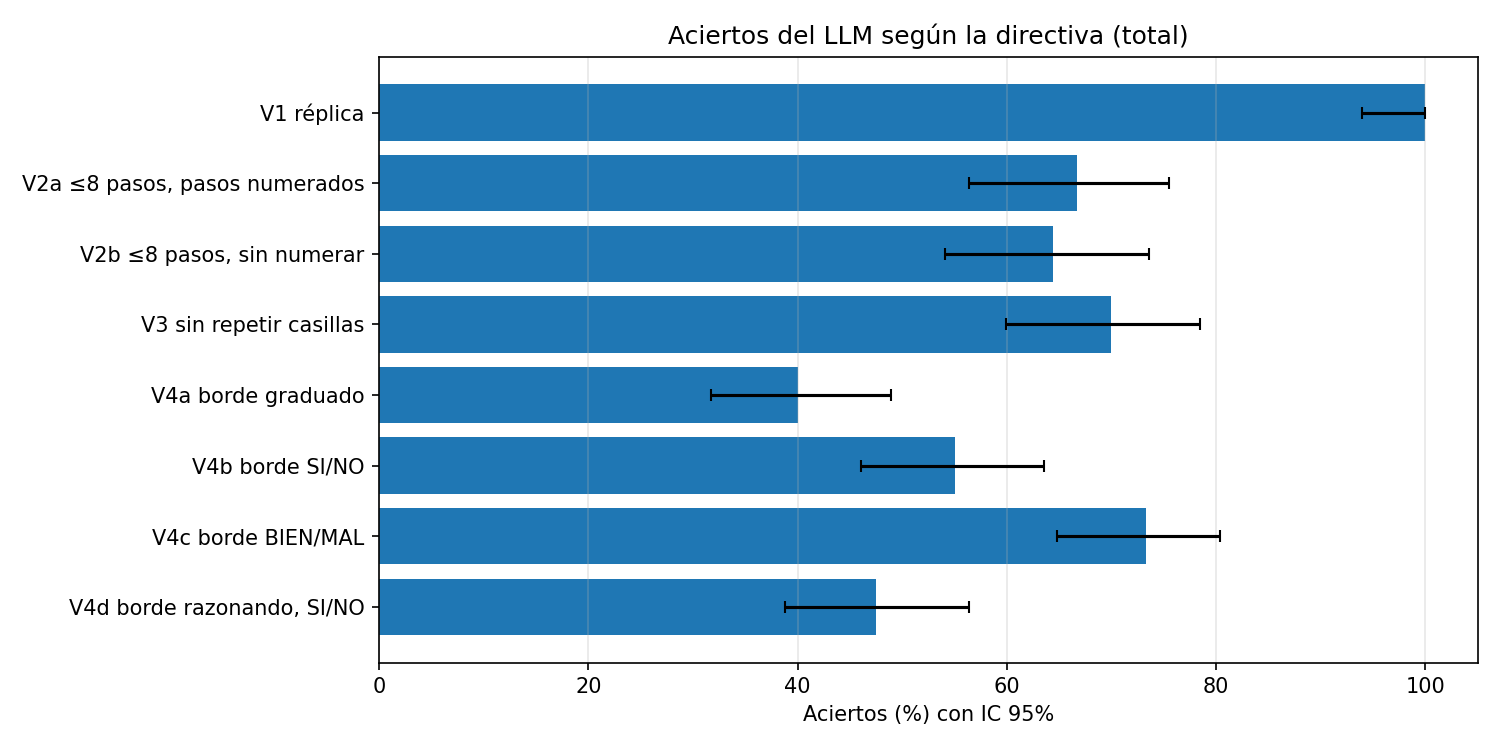 Aciertos del LLM según la directiva (total)
V1 réplica
V2a ≤8 pasos, pasos numerados
V2b ≤8 pasos, sin numerar
V3 sin repetir casillas
V4a borde graduado
V4b borde SI/NO
V4c borde BIEN/MAL
V4d borde razonando, SI/NO
0 20 40 60 80 100
Aciertos (%) con IC 95%